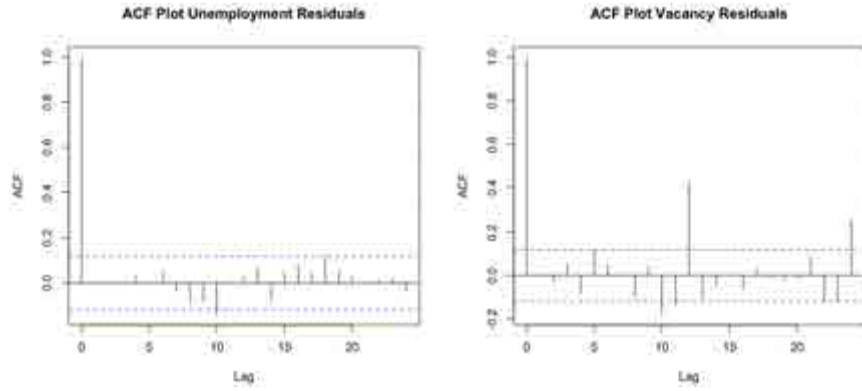 ACF Plot Unemployment Residuals
ACF
0.0 0.2 0.4 0.6 0.8 1.0
0 5 10 15 20
Lag
ACF Plot Vacancy Residuals
ACF
-0.2 0.0 0.2 0.4 0.6 0.8 1.0
0 5 10 15 20
Lag